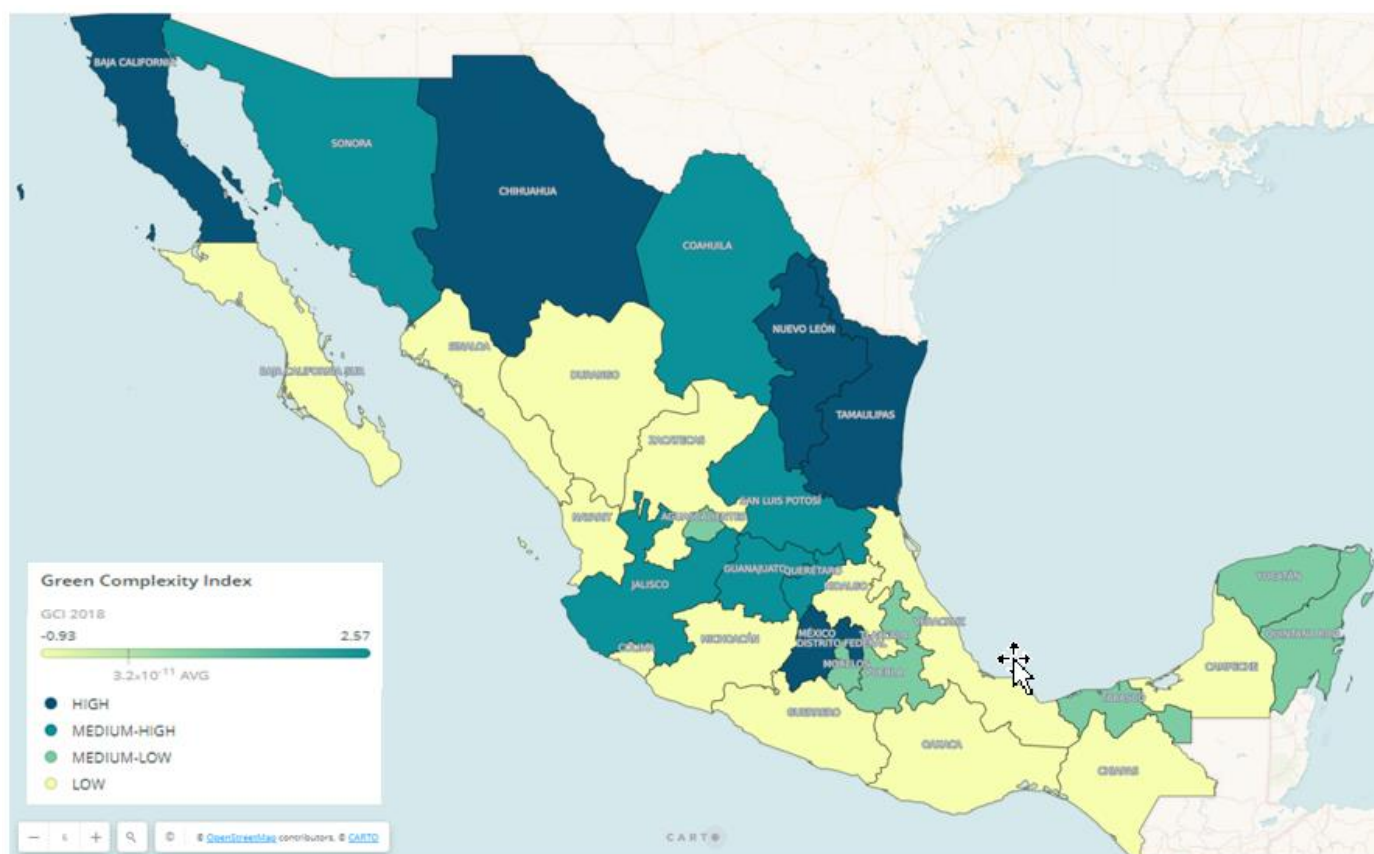 BAJA CALIFORNIA
SONORA
CHIHUAHUA
COAHUILA
NUEVO LEÓN
SINALOA
BAJA CALIFORNIA SUR
DURANGO
TAMAULIPAS
ZACATECAS
SAN LUIS POTOSÍ
NAYARIT
AGUASCALIENTES
GUANAJUATO
QUERÉTARO
JALISCO
HIDALGO
YUCATÁN
VERACRUZ
MÉXICO
DISTRITO FEDERAL
QUINTANA ROO
MICHOACÁN
COLIMA
MORELOS
PUEBLA
CAMPECHE
TABASCO
GUERRERO
OAXACA
CHIAPAS
Green Complexity Index
GCI 2018
-0.93 2.57
3.2x10⁻¹¹ AVG
HIGH
MEDIUM-HIGH
MEDIUM-LOW
LOW
− 6 +
© © OpenStreetMap contributors, © CARTO
CARTO